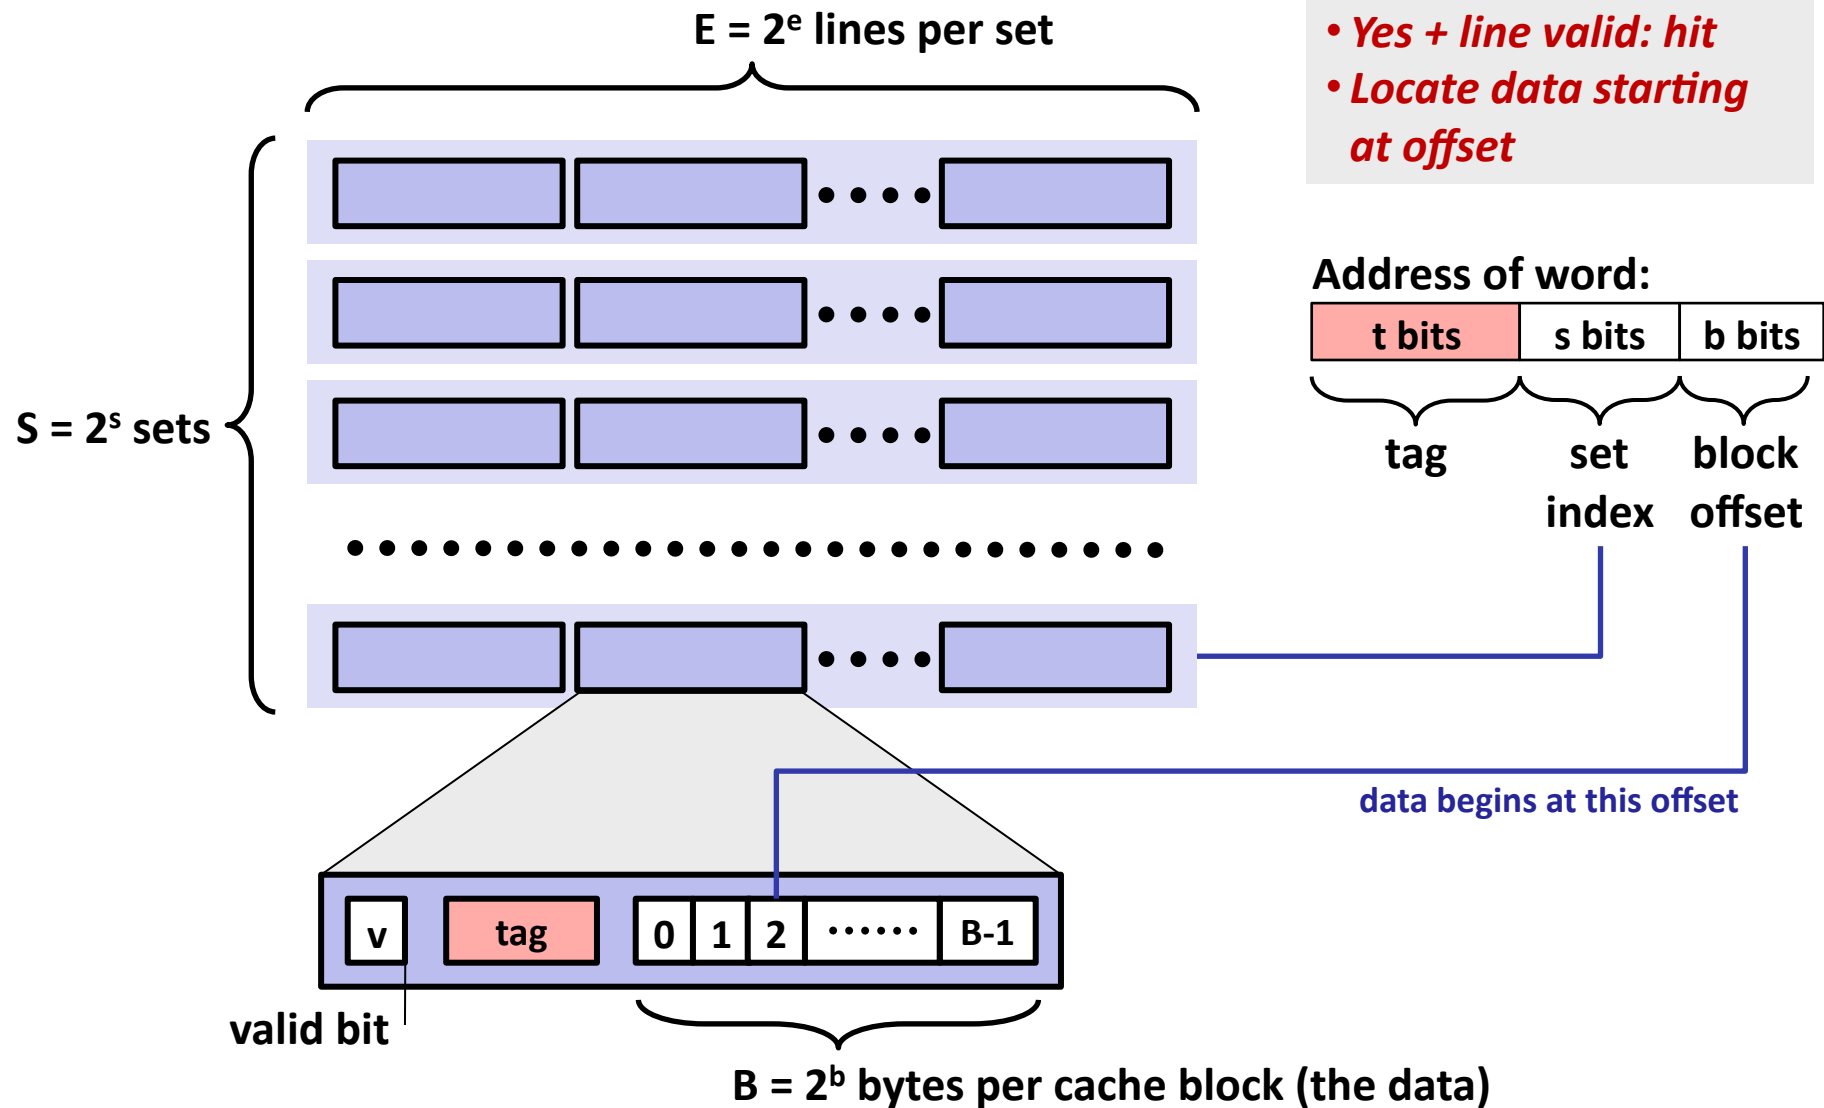 E = 2ᵉ lines per set
• Yes + line valid: hit
• Locate data starting
at offset
Address of word:
t bits s bits b bits
S = 2ˢ sets
tag set block
index offset
data begins at this offset
v tag 0 1 2 •••••• B-1
valid bit
B = 2ᵇ bytes per cache block (the data)